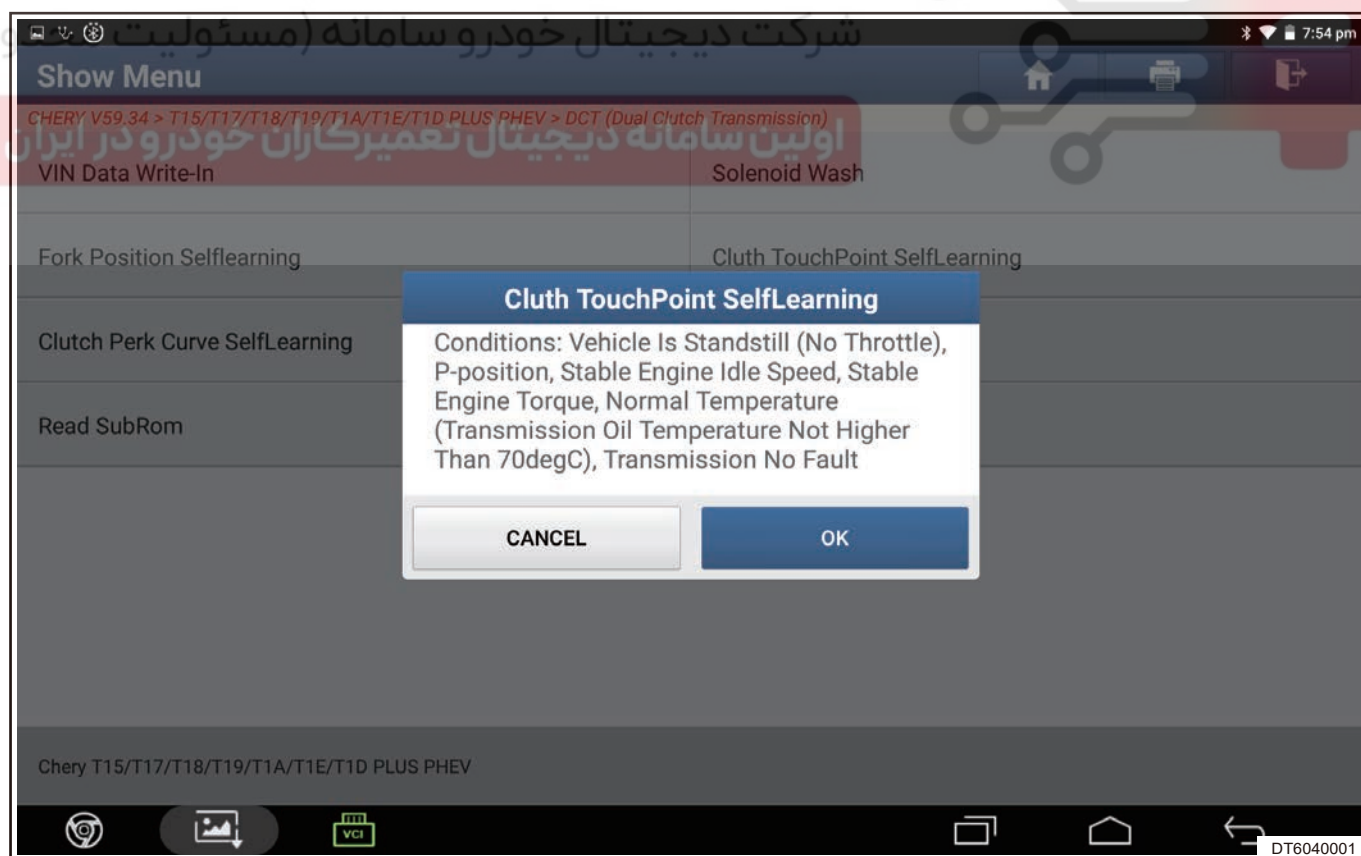 شرکت دیجیتال خودرو سامانه (مسئولیت
7:54 pm
Show Menu
CHERY V59.34 > T15/T17/T18/T19/T1A/T1E/T1D PLUS PHEV > DCT (Dual Clutch Transmission)
اولین سامانه دیجیتال تعمیرکاران خودرو در ایران
VIN Data Write-In
Solenoid Wash
Fork Position Selflearning
Cluth TouchPoint SelfLearning
Clutch Perk Curve SelfLearning
Read SubRom
Cluth TouchPoint SelfLearning
Conditions: Vehicle Is Standstill (No Throttle),
P-position, Stable Engine Idle Speed, Stable
Engine Torque, Normal Temperature
(Transmission Oil Temperature Not Higher
Than 70degC), Transmission No Fault
CANCEL
OK
Chery T15/T17/T18/T19/T1A/T1E/T1D PLUS PHEV
VCI
DT6040001